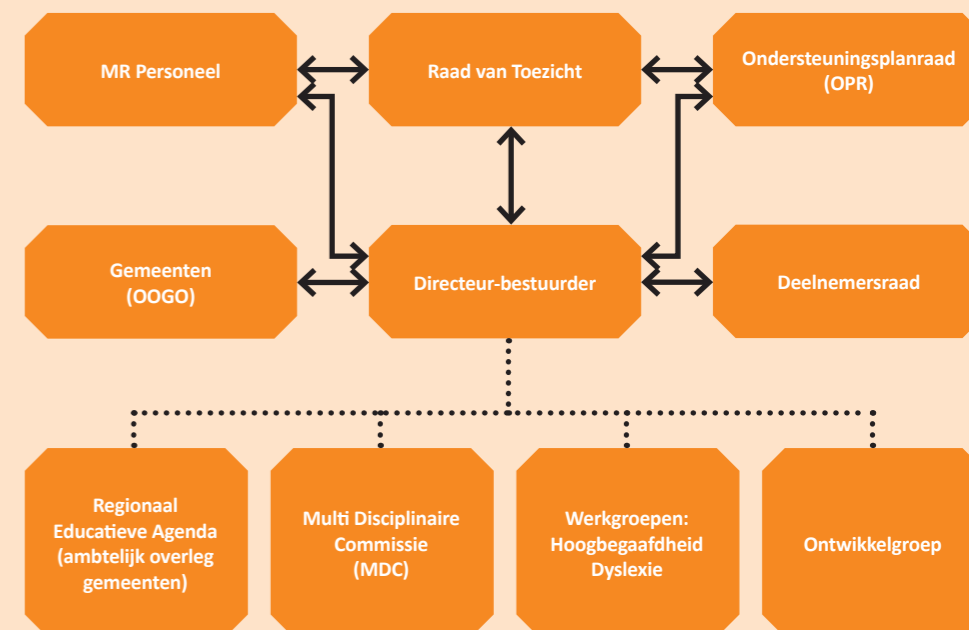 MR Personeel
Raad van Toezicht
Ondersteuningsplanraad
(OPR)
Gemeenten
(OOGO)
Directeur-bestuurder
Deelnemersraad
Regionaal
Educatieve Agenda
(ambtelijk overleg
gemeenten)
Multi Disciplinaire
Commissie
(MDC)
Werkgroepen:
Hoogbegaafdheid
Dyslexie
Ontwikkelgroep